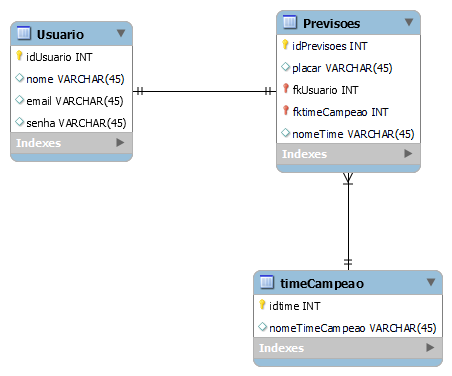 Usuario
idUsuario INT
nome VARCHAR(45)
email VARCHAR(45)
senha VARCHAR(45)
Indexes
Previsoes
idPrevisoes INT
placar VARCHAR(45)
fkUsuario INT
fktimeCampeao INT
nomeTime VARCHAR(45)
Indexes
timeCampeao
idtime INT
nomeTimeCampeao VARCHAR(45)
Indexes